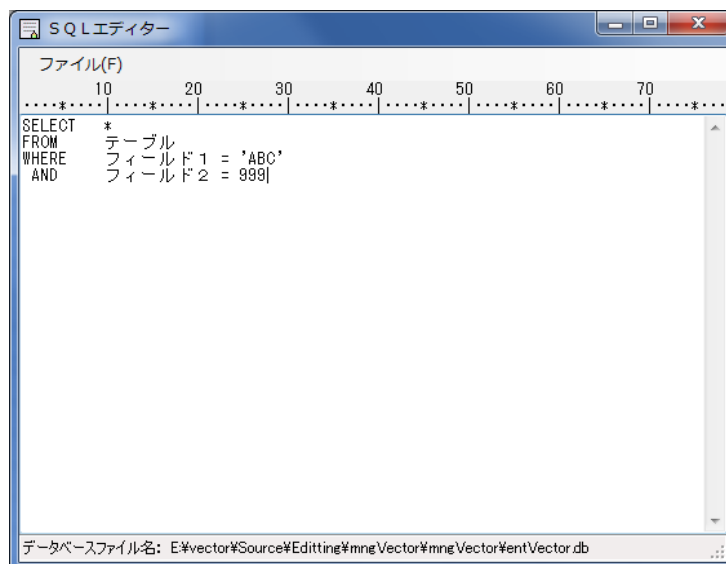 SQLエディター
ファイル(F)
10 20 30 40 50 60 70
····*····|····*····|····*····|····*····|····*····|····*····|····*····|····*···
SELECT   *
FROM     テーブル
WHERE    フィールド1 = 'ABC'
 AND     フィールド2 = 999
データベースファイル名: E:¥vector¥Source¥Editting¥mngVector¥mngVector¥entVector.db